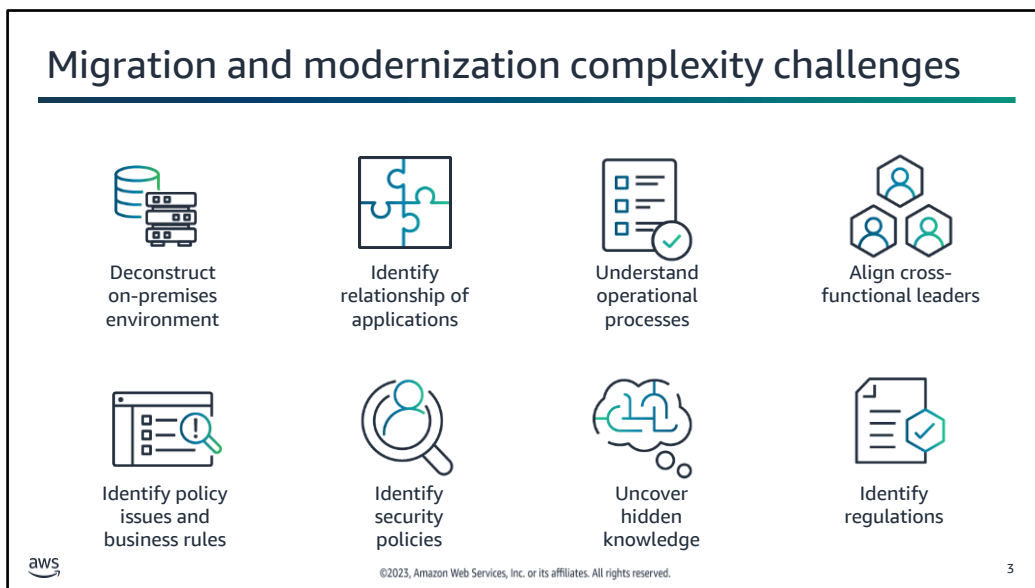 Migration and modernization complexity challenges
Deconstruct
on-premises
environment
Identify
relationship of
applications
Understand
operational
processes
Align cross-
functional leaders
Identify policy
issues and
business rules
Identify
security
policies
Uncover
hidden
knowledge
Identify
regulations
aws
©2023, Amazon Web Services, Inc. or its affiliates. All rights reserved.
3